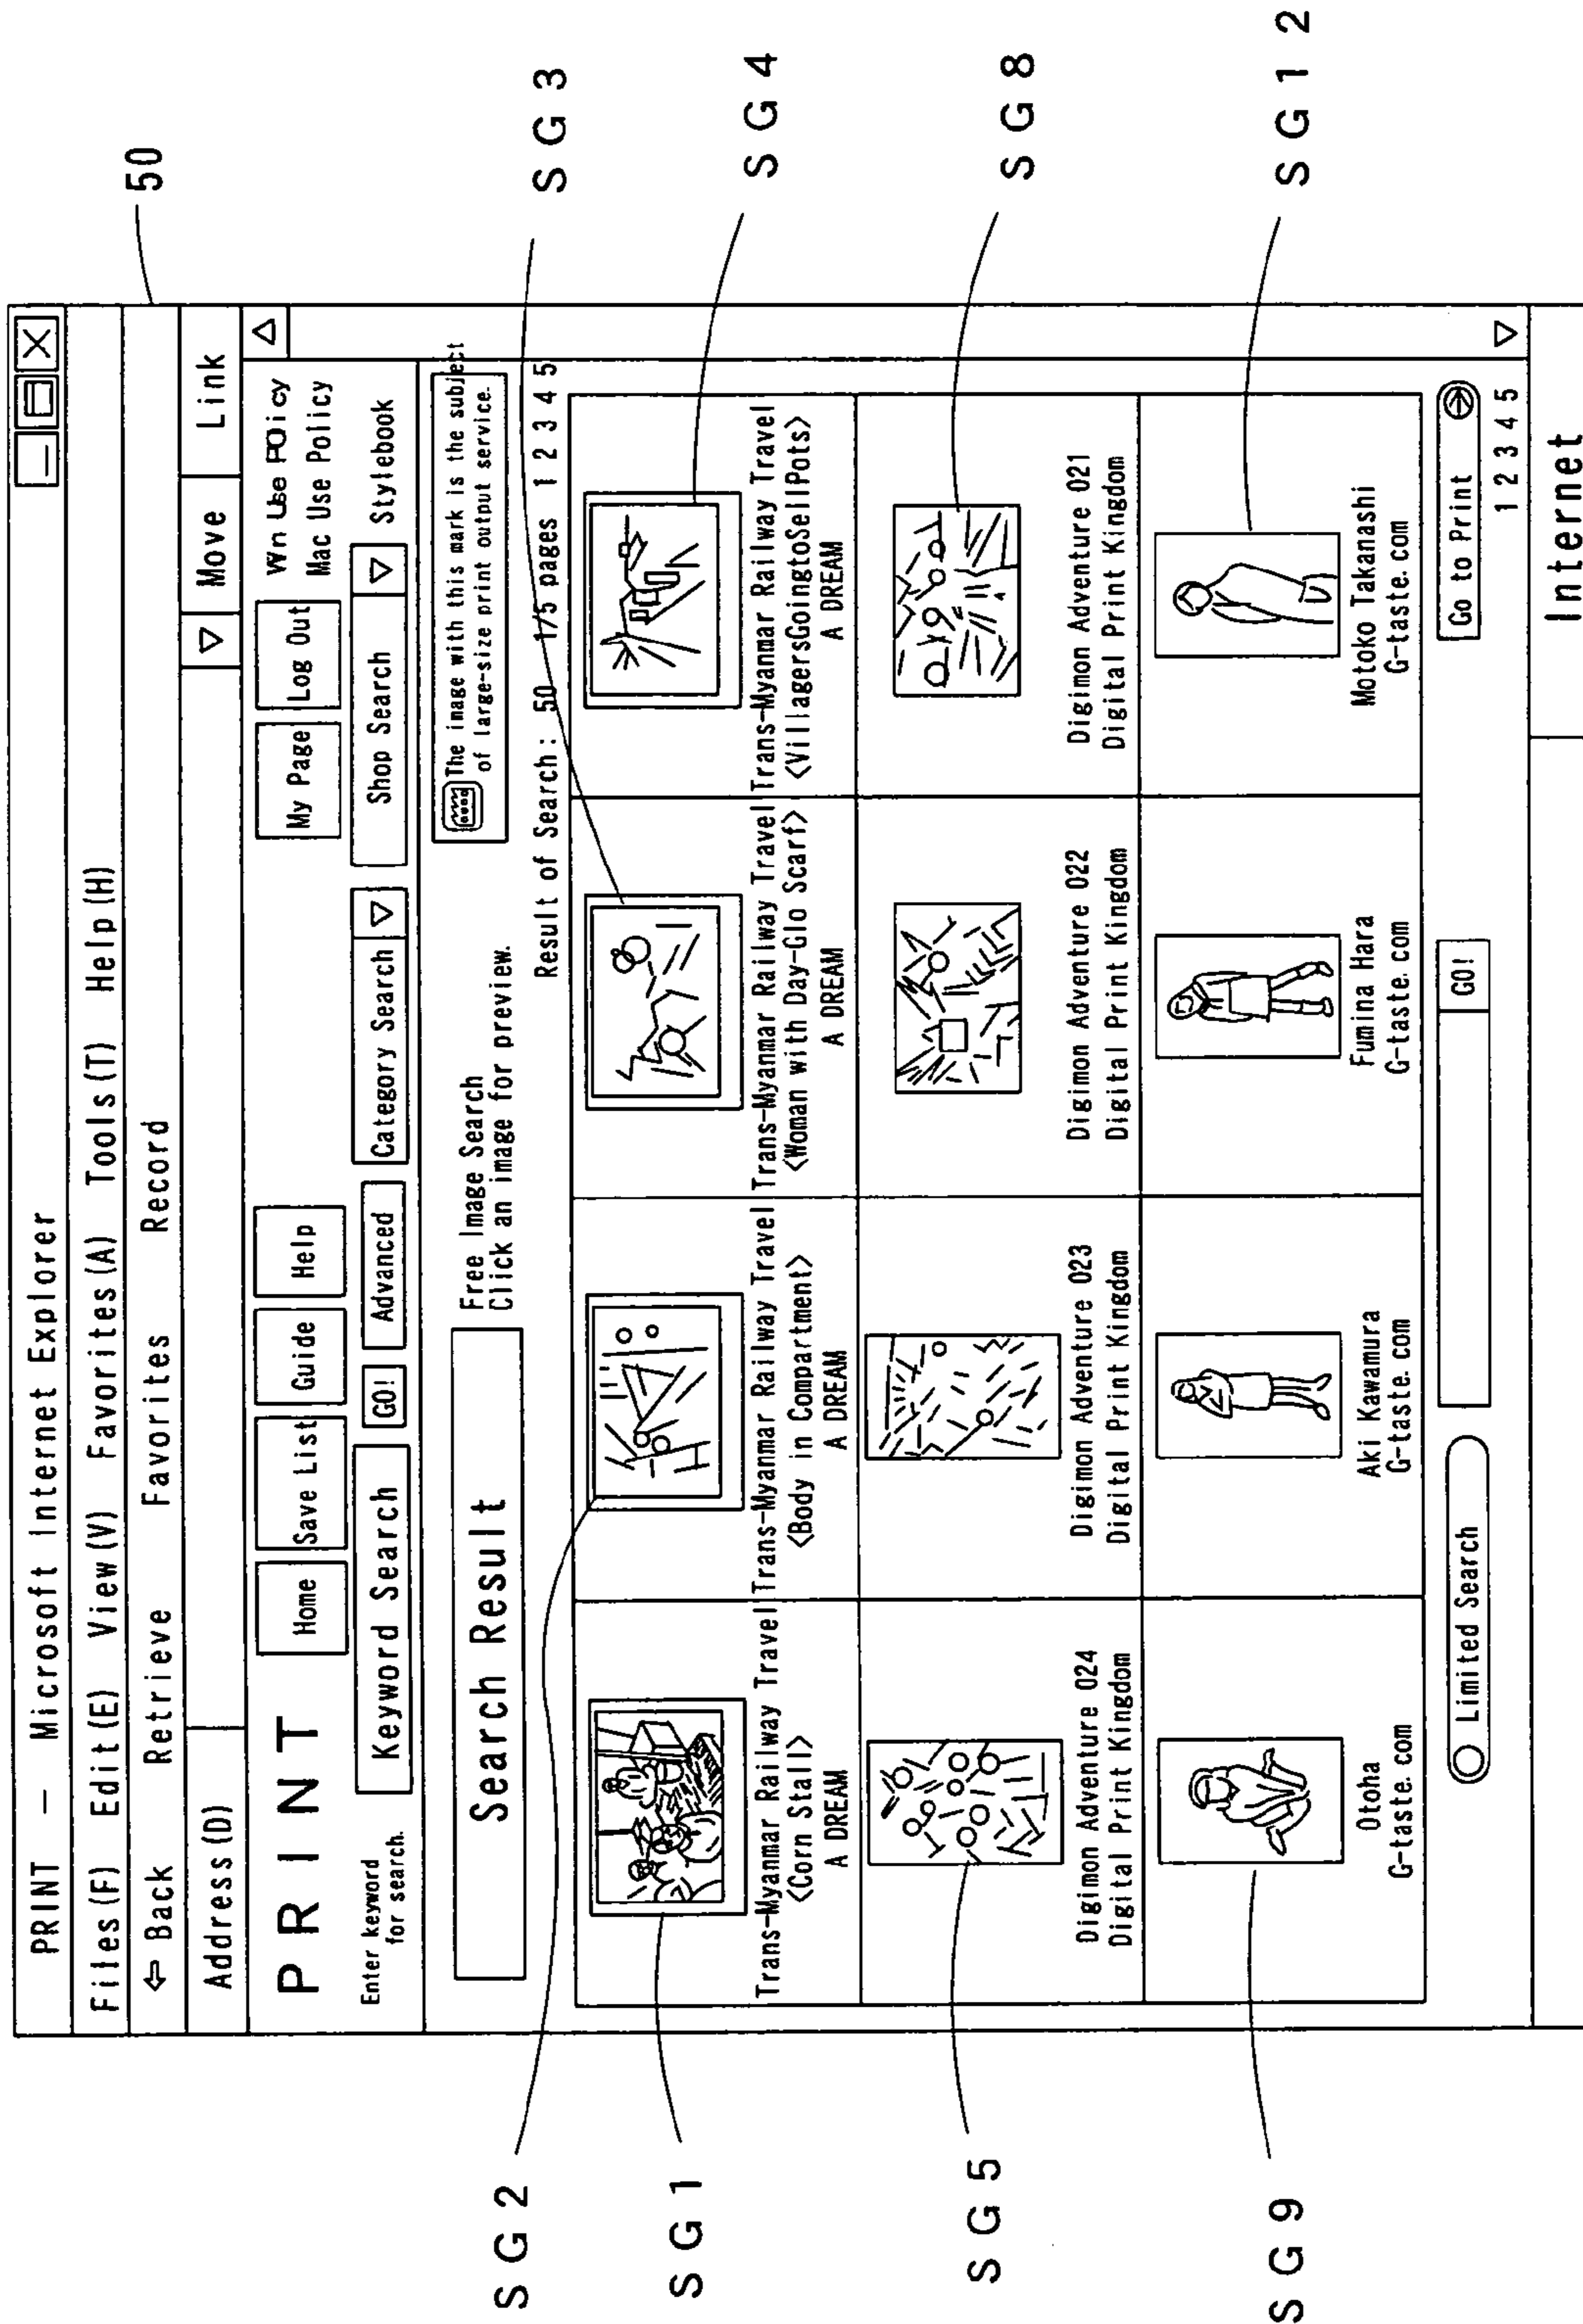 PRINT — Microsoft Internet Explorer
Files(F) Edit(E) View(V) Favorites(A) Tools(T) Help(H)
⇦ Back Retrieve Favorites Record
50
Address(D) ▽ Move Link
PRINT Home Save List Guide Help My Page Log Out Win Use Policy
Mac Use Policy
Enter keyword
for search.
Keyword Search GO! Advanced Category Search ▽ Shop Search ▽ Stylebook
Search Result
Free Image Search
Click an image for preview.
The image with this mark is the subject
of large-size print output service.
Result of Search: 50 1/5 pages 1 2 3 4 5
SG2
SG3
SG1
SG4
Trans-Myanmar Railway Travel
<Corn Stall>
A DREAM
Trans-Myanmar Railway Travel
<Body in Compartment>
A DREAM
Trans-Myanmar Railway Travel
<Woman with Day-Glo Scarf>
A DREAM
Trans-Myanmar Railway Travel
<VillagersGoingtoSellPots>
A DREAM
SG5
SG8
Digimon Adventure 024
Digital Print Kingdom
Digimon Adventure 023
Digital Print Kingdom
Digimon Adventure 022
Digital Print Kingdom
Digimon Adventure 021
Digital Print Kingdom
SG9
SG12
Otoha
G-taste.com
Aki Kawamura
G-taste.com
Fumina Hara
G-taste.com
Motoko Takanashi
G-taste.com
Limited Search GO! Go to Print
1 2 3 4 5
Internet